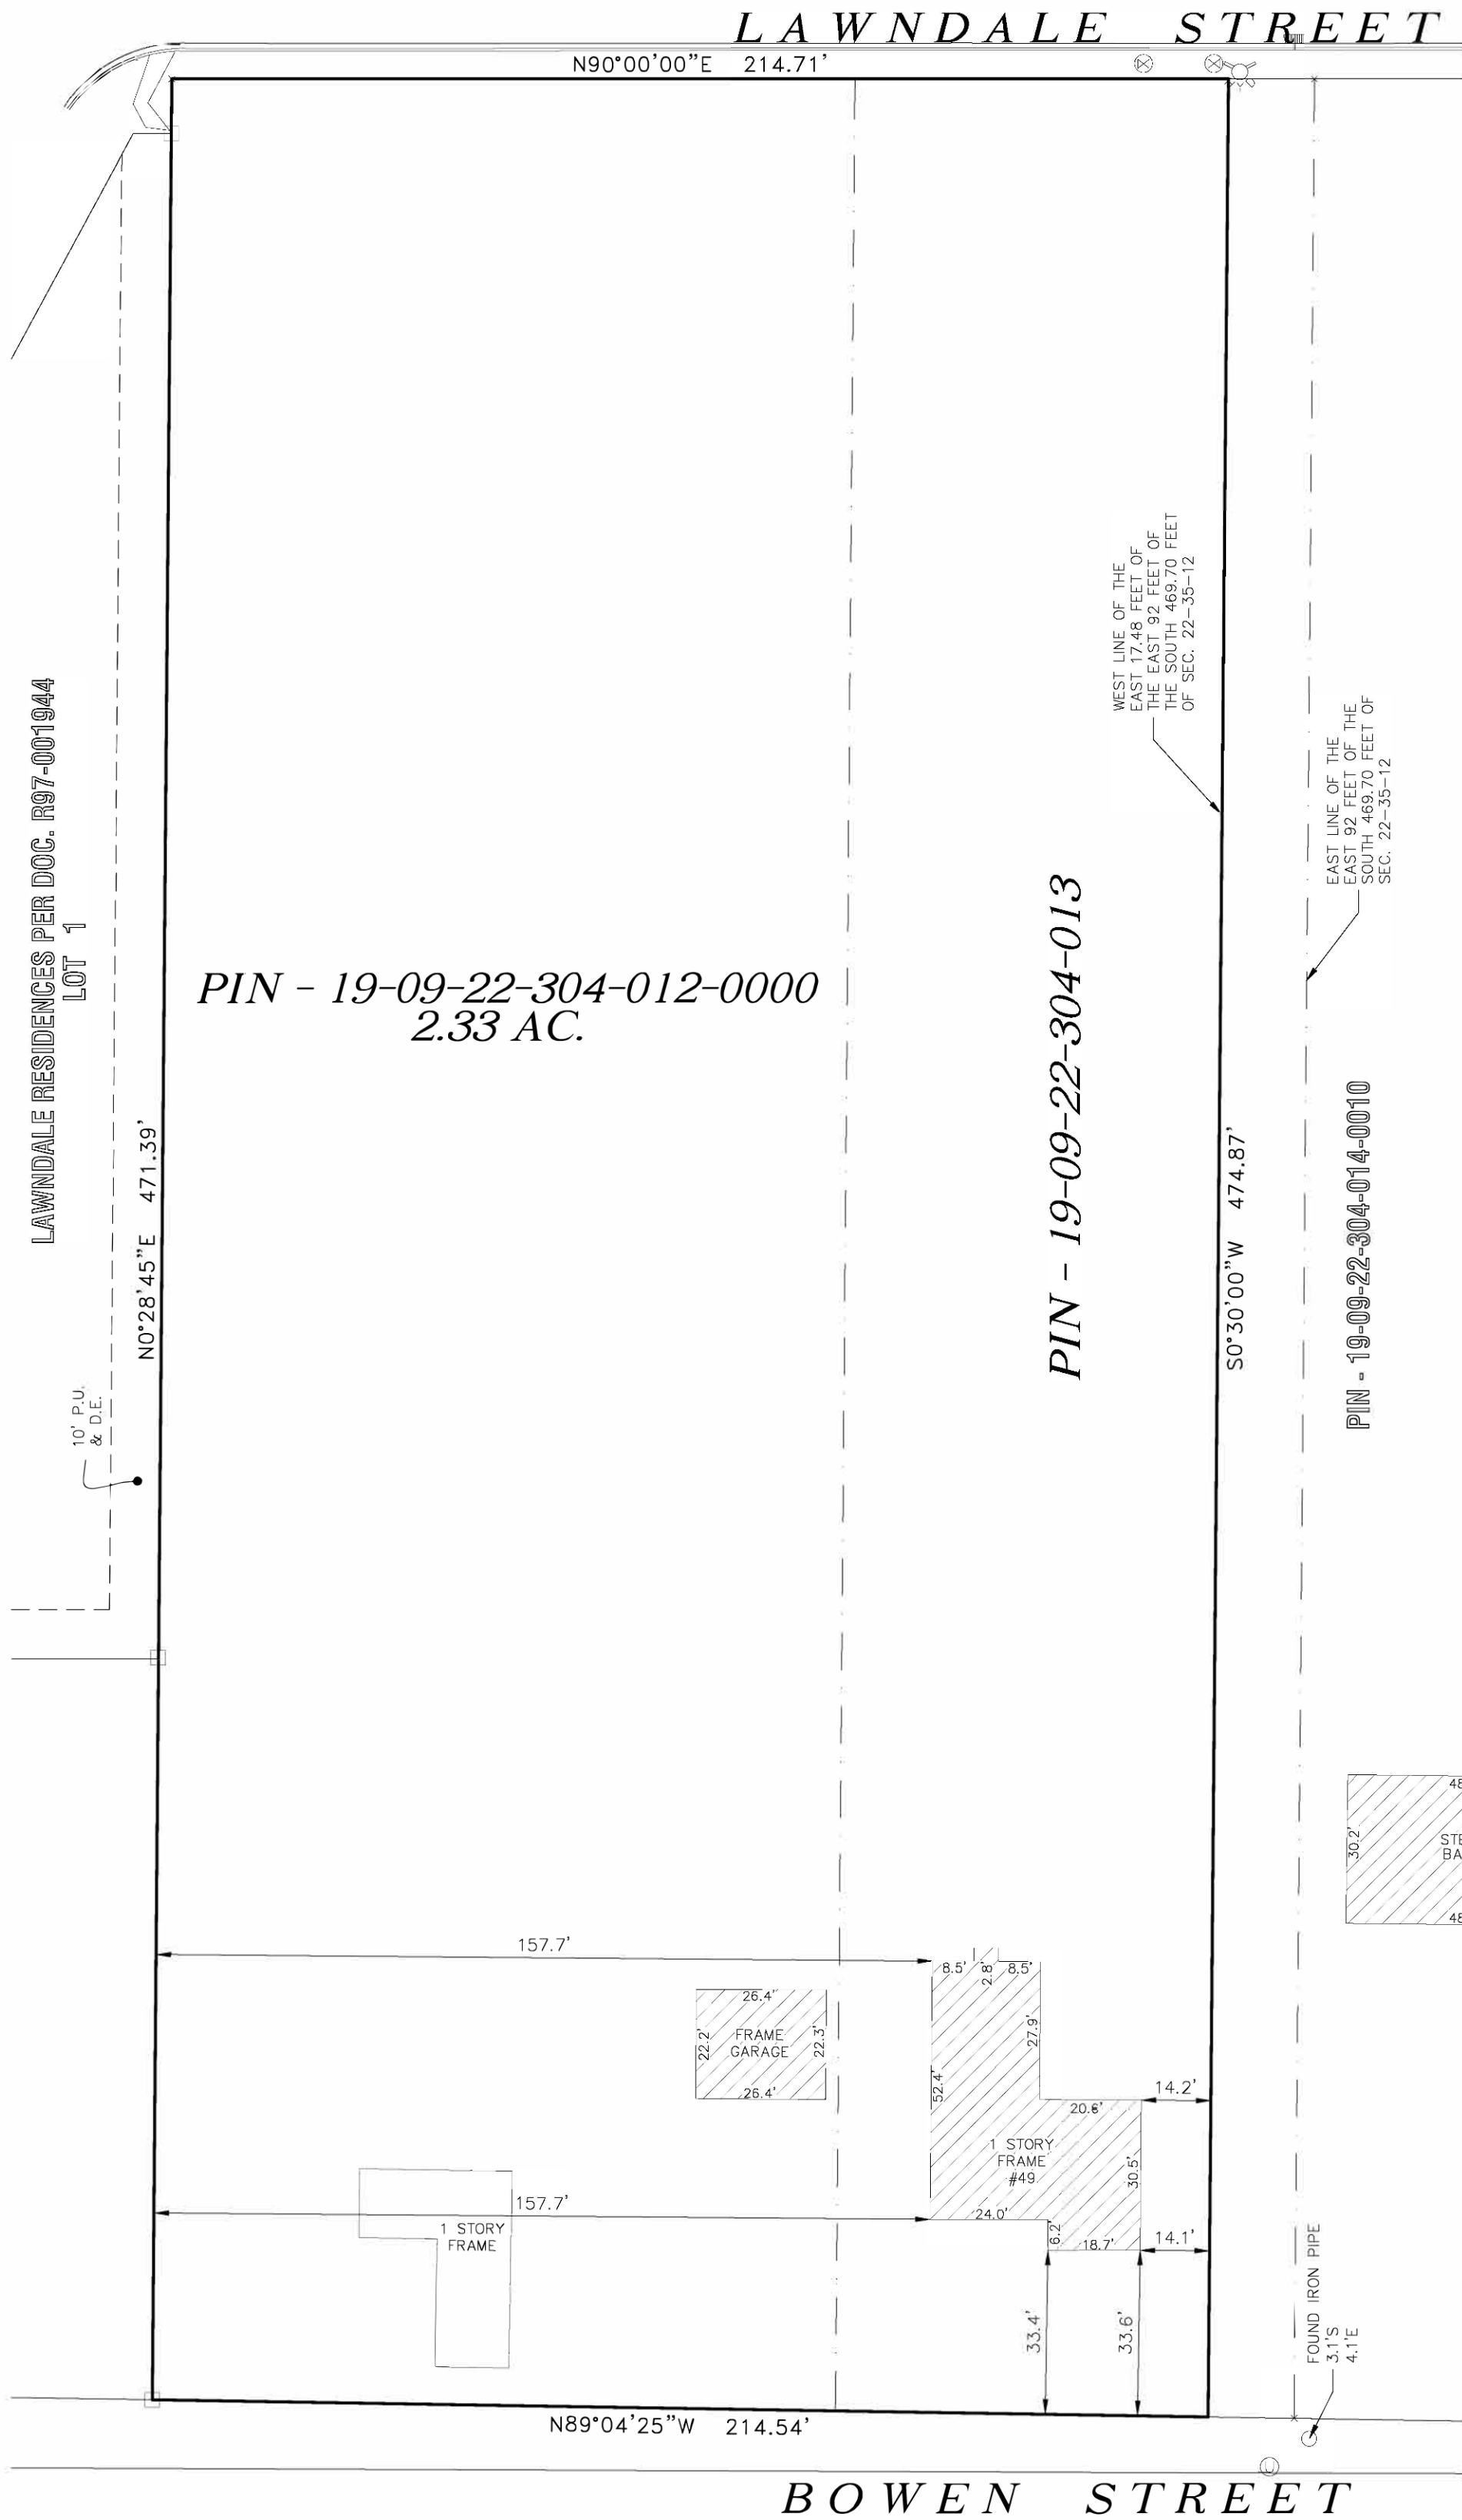 LAWNDALE STREET
N90°00'00"E 214.71'
WEST LINE OF THE
EAST 17.48 FEET OF
THE EAST 92 FEET OF
THE SOUTH 469.70 FEET
OF SEC. 22-35-12
EAST LINE OF THE
EAST 92 FEET OF THE
SOUTH 469.70 FEET OF
SEC. 22-35-12
LAWNDALE RESIDENCES PER DOC. R97-001944
LOT 1
PIN - 19-09-22-304-012-0000
2.33 AC.
PIN - 19-09-22-304-013
PIN - 19-09-22-304-014-0010
N0°28'45"E 471.39'
S0°30'00"W 474.87'
10' P.U.
& D.E.
48
30.2'
STE
BA
48
157.7'
8.5'
2.8'
8.5'
26.4'
22.2'
FRAME
GARAGE
22.3'
26.4'
27.9'
52.4'
14.2'
20.6'
1 STORY
FRAME
#49
30.5'
157.7'
24.0'
6.2'
18.7'
14.1'
1 STORY
FRAME
33.4'
33.6'
FOUND IRON PIPE
3.1'S
4.1'E
N89°04'25"W 214.54'
BOWEN STREET